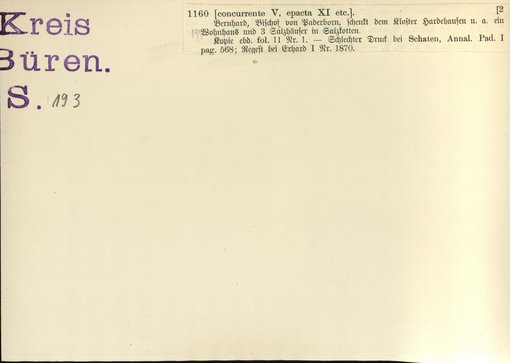 Kreis
Büren.
S. 193
1160 [concurrente V, epacta XI etc.]. [2
Bernhard, Bischof von Paderborn, schenkt dem Kloster Hardehausen u. a. ein
Wohnhaus und 3 Salzhäuser in Salzkotten.
Kopie ebd. fol. 11 Nr. 1. — Schlechter Druck bei Schaten, Annal. Pad. I
pag. 568; Regest bei Erhard I Nr. 1870.